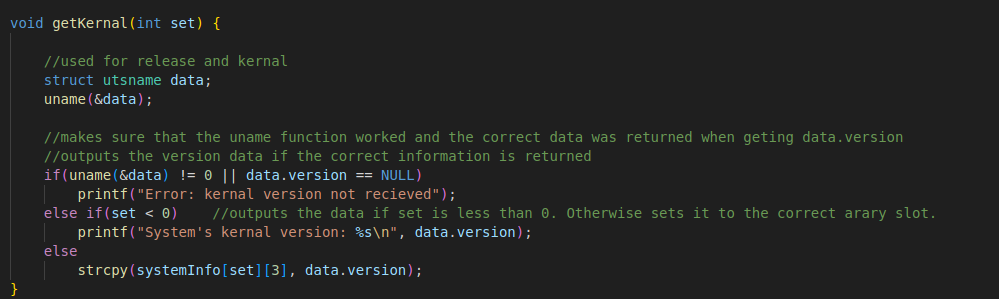 void getKernal(int set) {
//used for release and kernal
struct utsname data;
uname(&data);
//makes sure that the uname function worked and the correct data was returned when geting data.version
//outputs the version data if the correct information is returned
if(uname(&data) != 0 || data.version == NULL)
printf("Error: kernal version not recieved");
else if(set < 0)    //outputs the data if set is less than 0. Otherwise sets it to the correct arary slot.
printf("System's kernal version: %s\n", data.version);
else
strcpy(systemInfo[set][3], data.version);
}